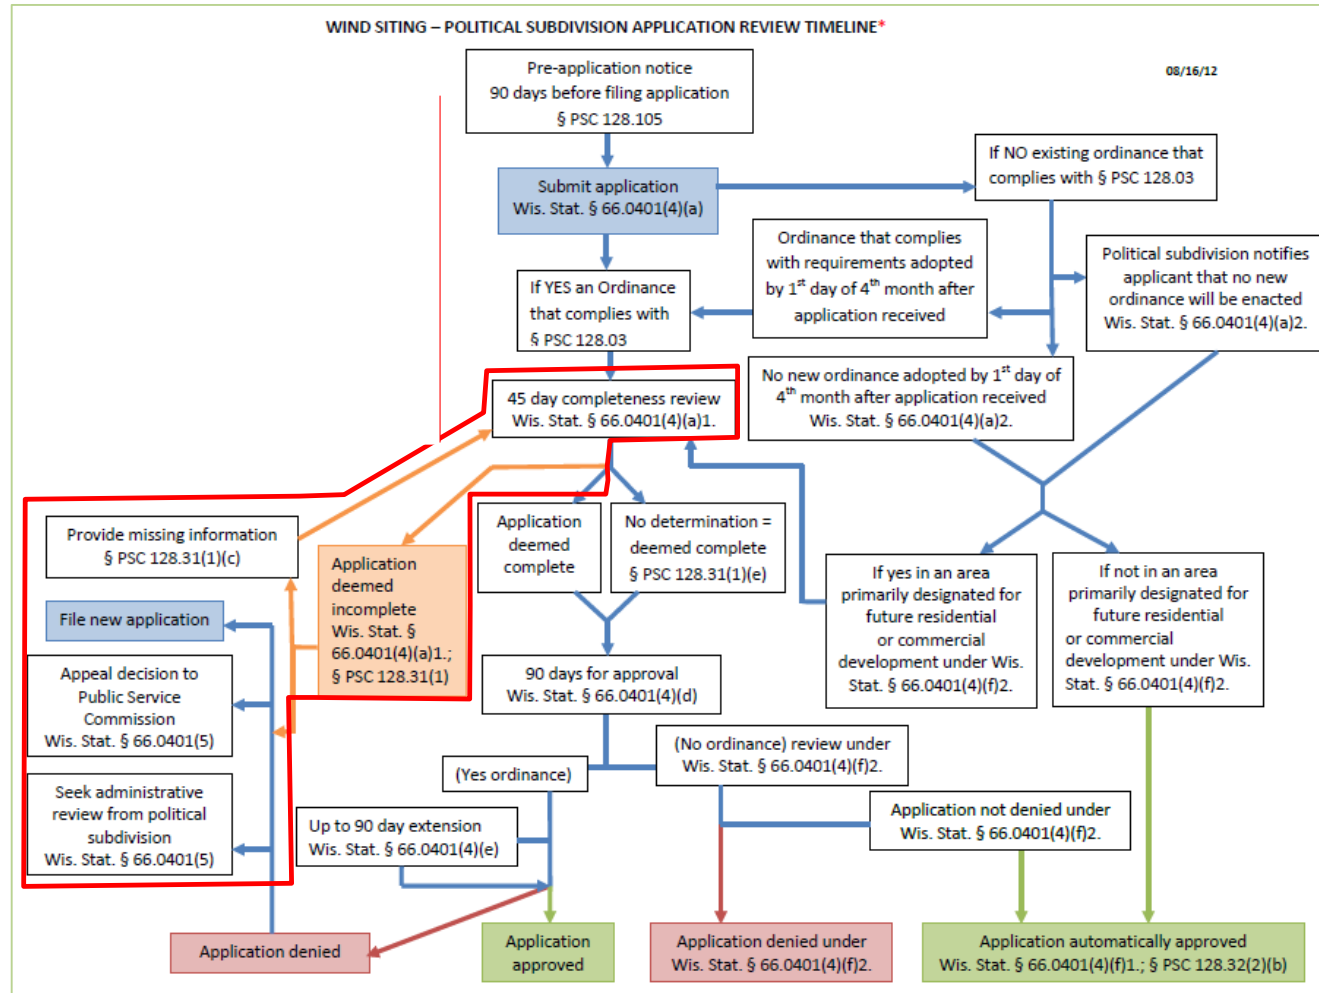 WIND SITING – POLITICAL SUBDIVISION APPLICATION REVIEW TIMELINE*
08/16/12
Pre-application notice
90 days before filing application
§ PSC 128.105
If NO existing ordinance that
complies with § PSC 128.03
Submit application
Wis. Stat. § 66.0401(4)(a)
Ordinance that complies
with requirements adopted
by 1st day of 4th month after
application received
Political subdivision notifies
applicant that no new
ordinance will be enacted
Wis. Stat. § 66.0401(4)(a)2.
If YES an Ordinance
that complies with
§ PSC 128.03
No new ordinance adopted by 1st day of
4th month after application received
Wis. Stat. § 66.0401(4)(a)2.
45 day completeness review
Wis. Stat. § 66.0401(4)(a)1.
Provide missing information
§ PSC 128.31(1)(c)
Application
deemed
incomplete
Wis. Stat. §
66.0401(4)(a)1.;
§ PSC 128.31(1)
Application
deemed
complete
No determination =
deemed complete
§ PSC 128.31(1)(e)
If yes in an area
primarily designated for
future residential
or commercial
development under Wis.
Stat. § 66.0401(4)(f)2.
If not in an area
primarily designated for
future residential
or commercial
development under Wis.
Stat. § 66.0401(4)(f)2.
File new application
Appeal decision to
Public Service
Commission
Wis. Stat. § 66.0401(5)
90 days for approval
Wis. Stat. § 66.0401(4)(d)
(No ordinance) review under
Wis. Stat. § 66.0401(4)(f)2.
(Yes ordinance)
Seek administrative
review from political
subdivision
Wis. Stat. § 66.0401(5)
Up to 90 day extension
Wis. Stat. § 66.0401(4)(e)
Application not denied under
Wis. Stat. § 66.0401(4)(f)2.
Application denied
Application
approved
Application denied under
Wis. Stat. § 66.0401(4)(f)2.
Application automatically approved
Wis. Stat. § 66.0401(4)(f)1.; § PSC 128.32(2)(b)